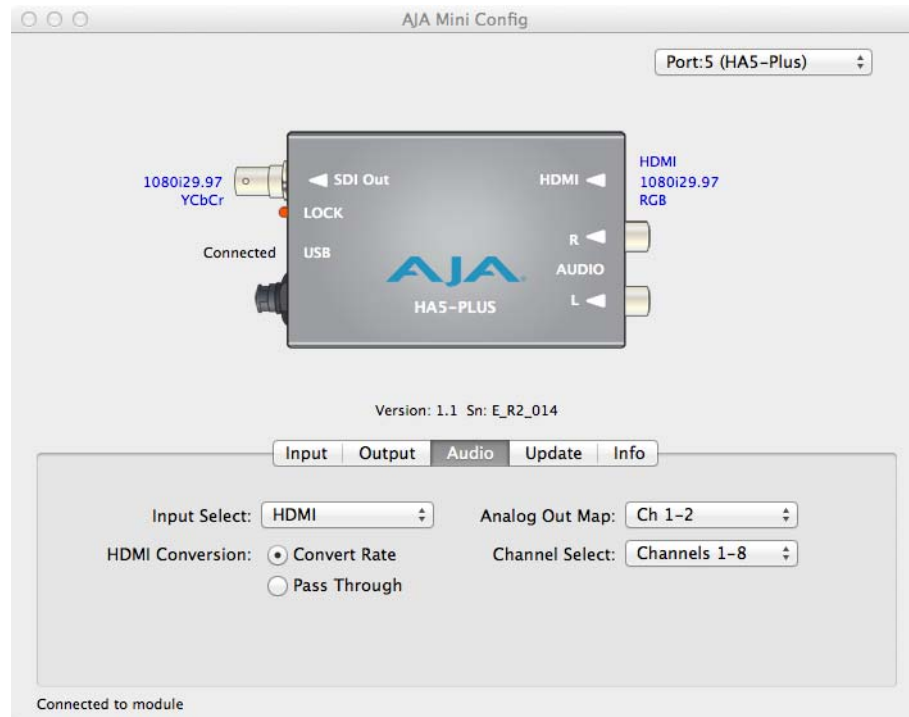 AJA Mini Config
Port:5 (HA5-Plus)
1080i29.97
YCbCr
SDI Out
HDMI
HDMI
1080i29.97
RGB
LOCK
Connected
USB
R
AUDIO
L
AJA
HA5-PLUS
Version: 1.1 Sn: E_R2_014
Input Output Audio Update Info
Input Select: HDMI
Analog Out Map: Ch 1-2
HDMI Conversion: Convert Rate
Channel Select: Channels 1-8
Pass Through
Connected to module